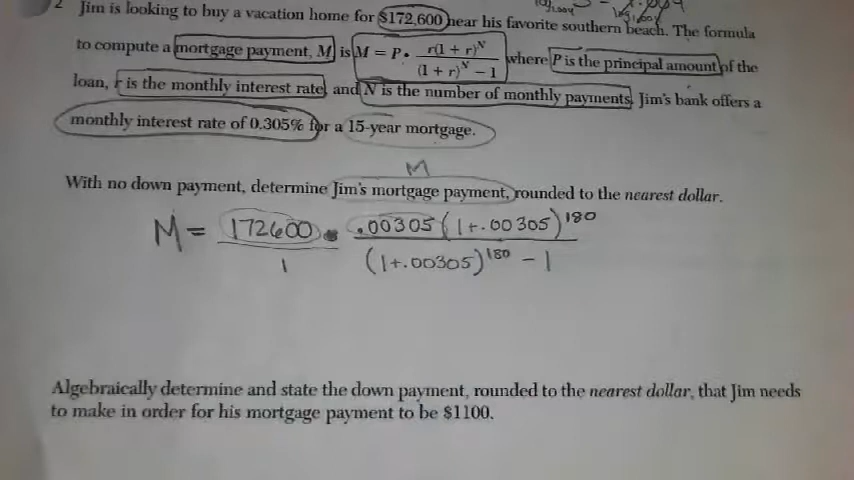 2 Jim is looking to buy a vacation home for $172,600 near his favorite southern beach. The formula
to compute a mortgage payment, M, is M = P • r(1 + r)^N / (1 + r)^N − 1 where P is the principal amount of the
loan, r is the monthly interest rate, and N is the number of monthly payments. Jim's bank offers a
monthly interest rate of 0.305% for a 15-year mortgage.
M
With no down payment, determine Jim's mortgage payment, rounded to the nearest dollar.
M = 172600/1 • .00305(1+.00305)^180 / (1+.00305)^180 − 1
Algebraically determine and state the down payment, rounded to the nearest dollar, that Jim needs
to make in order for his mortgage payment to be $1100.